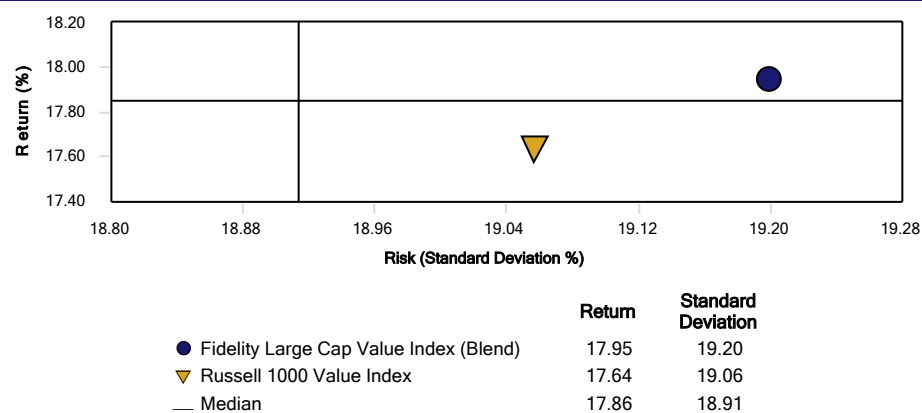 18.20
18.00
17.80
17.60
17.40
Return (%)
18.80 18.88 18.96 19.04 19.12 19.20 19.28
Risk (Standard Deviation %)
Return Standard Deviation
Fidelity Large Cap Value Index (Blend) 17.95 19.20
Russell 1000 Value Index 17.64 19.06
Median 17.86 18.91